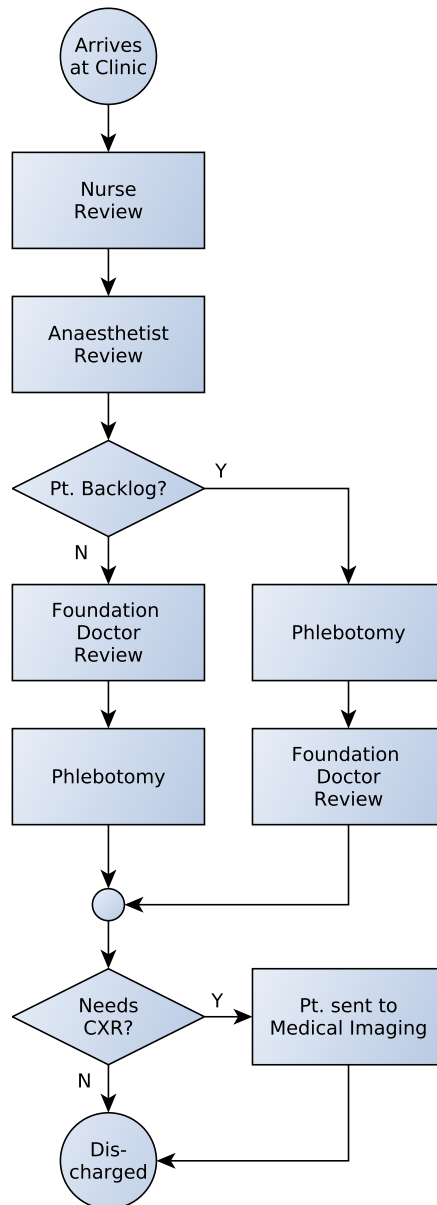 Arrives
at Clinic
Nurse
Review
Anaesthetist
Review
Pt. Backlog?
Y
N
Foundation
Doctor
Review
Phlebotomy
Phlebotomy
Foundation
Doctor
Review
Needs
CXR?
Y
Pt. sent to
Medical Imaging
N
Dis-
charged